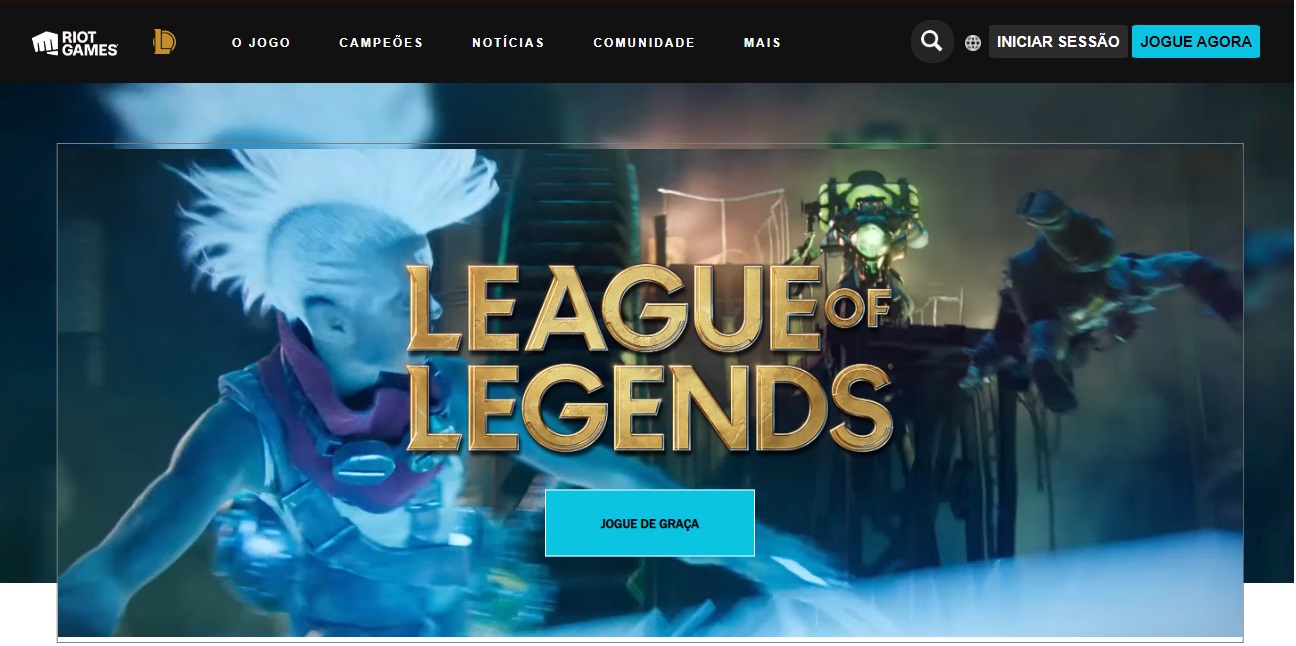 RIOT
GAMES
O JOGO
CAMPEÕES
NOTÍCIAS
COMUNIDADE
MAIS
INICIAR SESSÃO
JOGUE AGORA
LEAGUE OF
LEGENDS
JOGUE DE GRAÇA